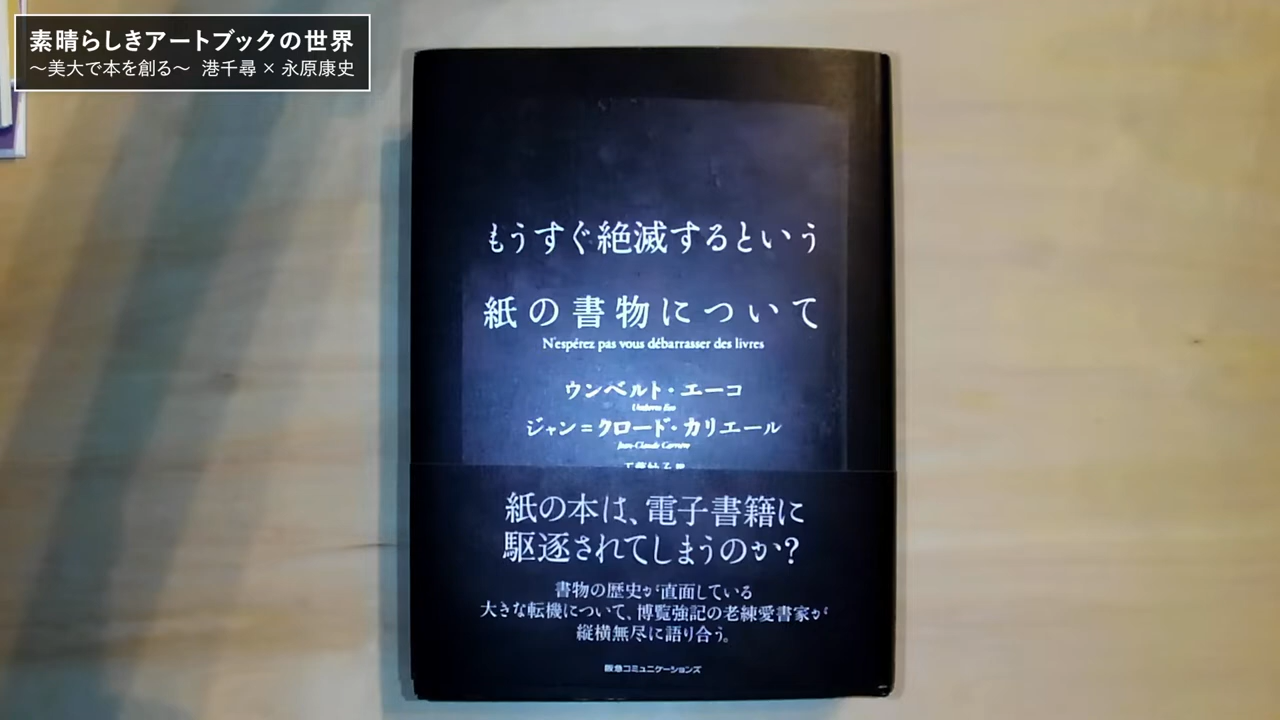 素晴らしきアートブックの世界
〜美大で本を創る〜 港千尋 × 永原康史
もうすぐ絶滅するという
紙の書物について
N'espérez pas vous débarrasser des livres
ウンベルト・エーコ
Umberto Eco
ジャン=クロード・カリエール
Jean-Claude Carrière
紙の本は、電子書籍に
駆逐されてしまうのか?
書物の歴史が直面している
大きな転機について、博覧強記の老練愛書家が
縦横無尽に語り合う。
阪急コミュニケーションズ